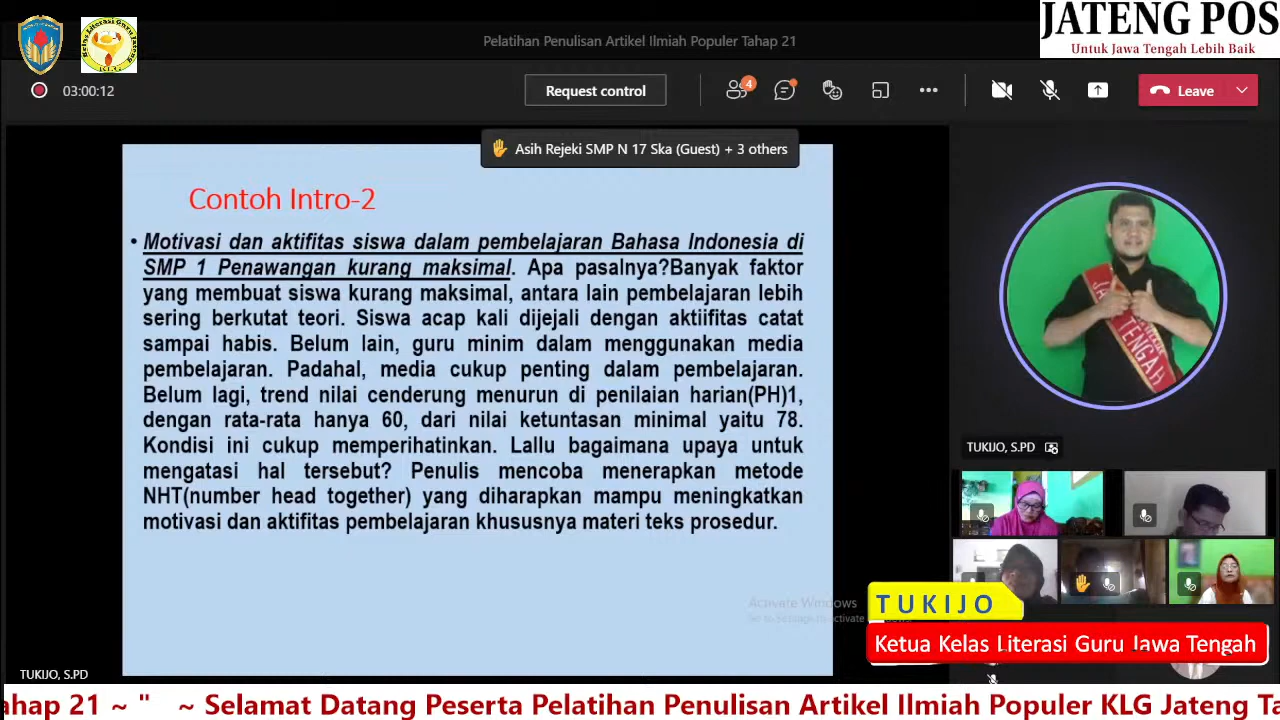 Pelatihan Penulisan Artikel Ilmiah Populer Tahap 21
JATENG POS
Untuk Jawa Tengah Lebih Baik
03:00:12
Request control
4
Leave
Asih Rejeki SMP N 17 Ska (Guest) + 3 others
Contoh Intro-2
• Motivasi dan aktifitas siswa dalam pembelajaran Bahasa Indonesia di
SMP 1 Penawangan kurang maksimal. Apa pasalnya?Banyak faktor
yang membuat siswa kurang maksimal, antara lain pembelajaran lebih
sering berkutat teori. Siswa acap kali dijejali dengan aktiifitas catat
sampai habis. Belum lain, guru minim dalam menggunakan media
pembelajaran. Padahal, media cukup penting dalam pembelajaran.
Belum lagi, trend nilai cenderung menurun di penilaian harian(PH)1,
dengan rata-rata hanya 60, dari nilai ketuntasan minimal yaitu 78.
Kondisi ini cukup memperihatinkan. Lallu bagaimana upaya untuk
mengatasi hal tersebut? Penulis mencoba menerapkan metode
NHT(number head together) yang diharapkan mampu meningkatkan
motivasi dan aktifitas pembelajaran khususnya materi teks prosedur.
TENGAH
TUKIJO, S.PD
Activate Windows
Go to Settings to activate
TUKIJO
Ketua Kelas Literasi Guru Jawa Tengah
TUKIJO, S.PD
ahap 21 ~ " ~ Selamat Datang Peserta Pelatihan Penulisan Artikel Ilmiah Populer KLG Jateng Ta